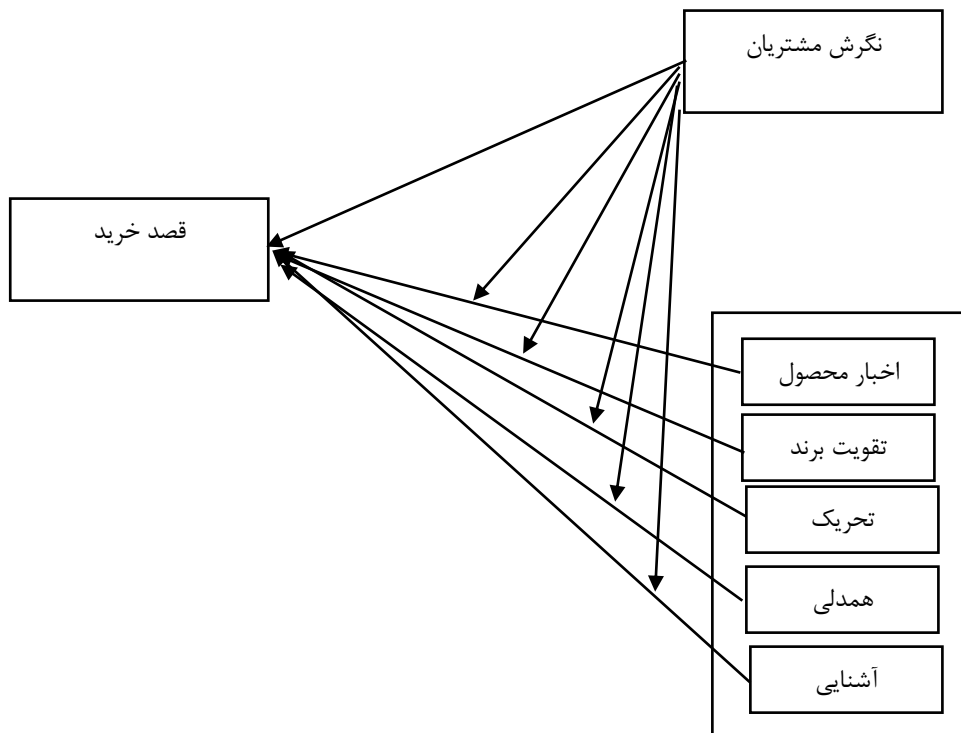 نگرش مشتریان
قصد خرید
اخبار محصول
تقویت برند
تحریک
همدلی
آشنایی